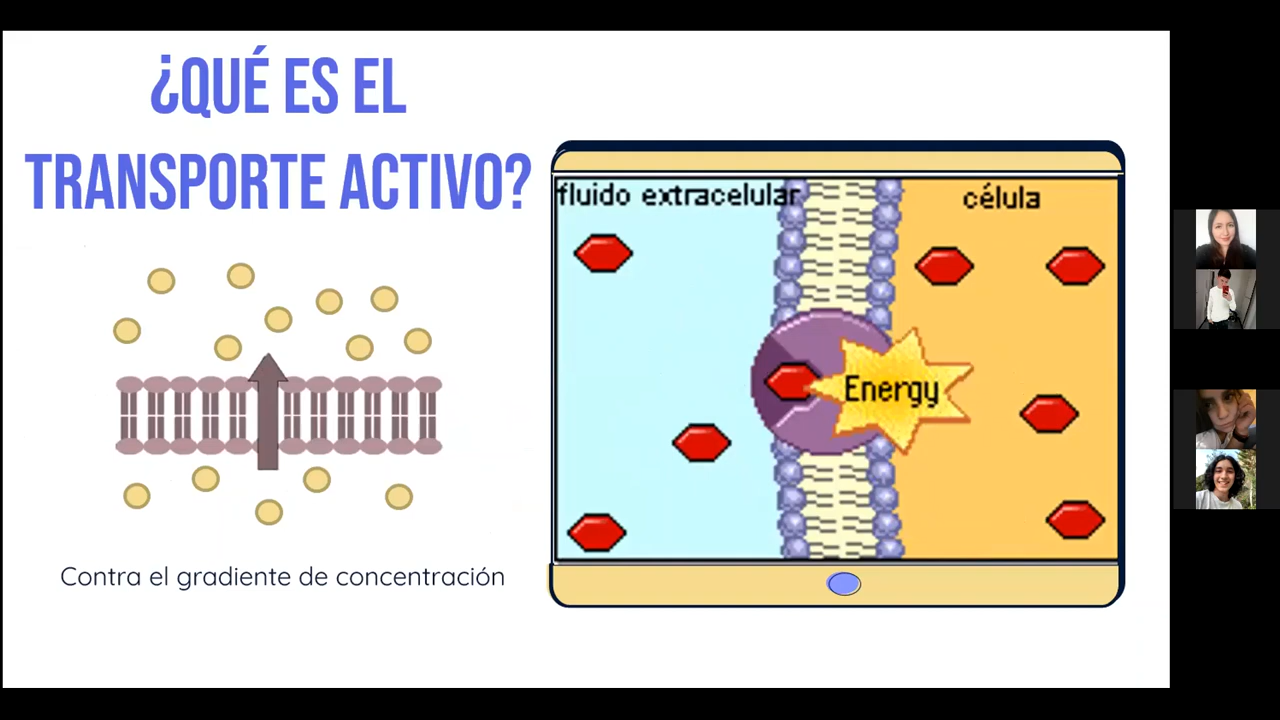 ¿QUÉ ES EL
TRANSPORTE ACTIVO?
Contra el gradiente de concentración
fluido extracelular
célula
Energy